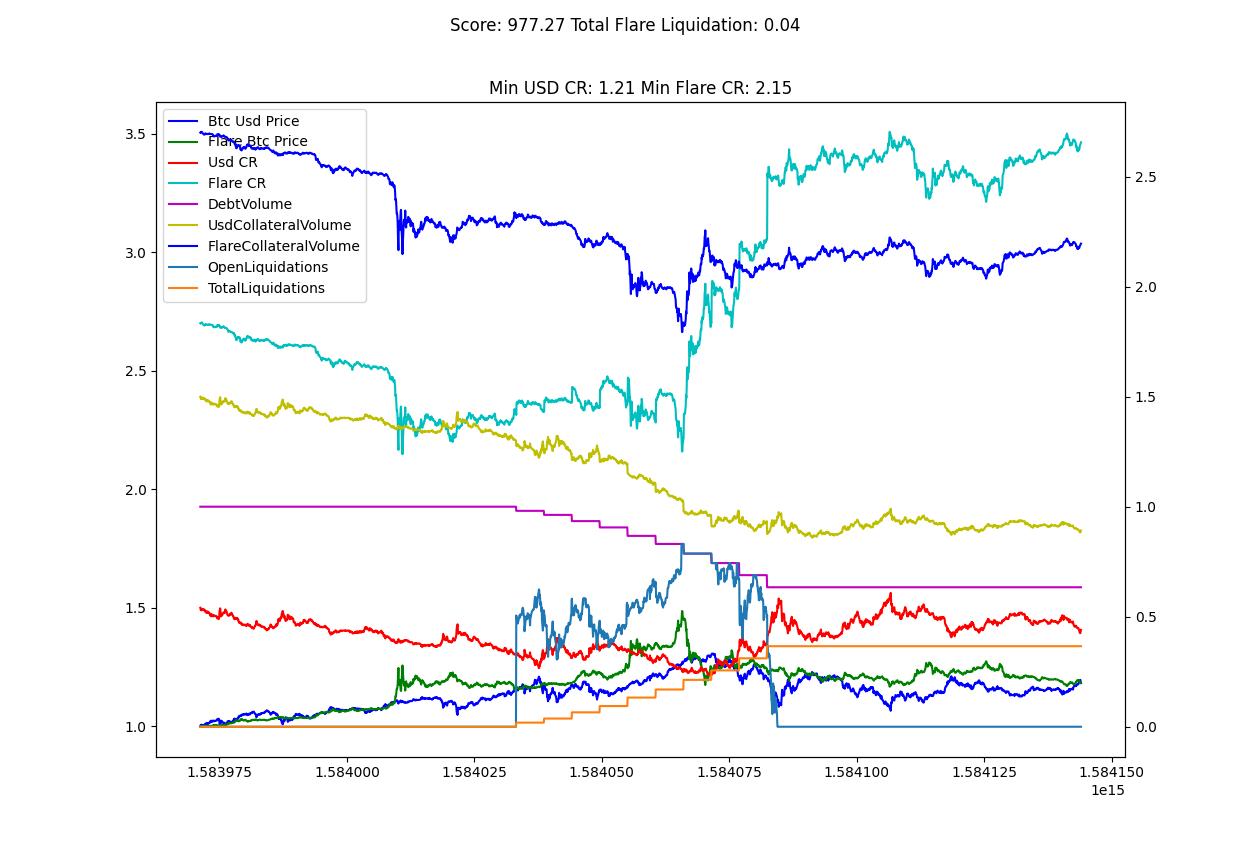 Score: 977.27 Total Flare Liquidation: 0.04
Min USD CR: 1.21 Min Flare CR: 2.15
Btc Usd Price
Flare Btc Price
Usd CR
Flare CR
DebtVolume
UsdCollateralVolume
FlareCollateralVolume
OpenLiquidations
TotalLiquidations
3.5
3.0
2.5
2.0
1.5
1.0
2.5
2.0
1.5
1.0
0.5
0.0
1.583975 1.584000 1.584025 1.584050 1.584075 1.584100 1.584125 1.584150
1e15